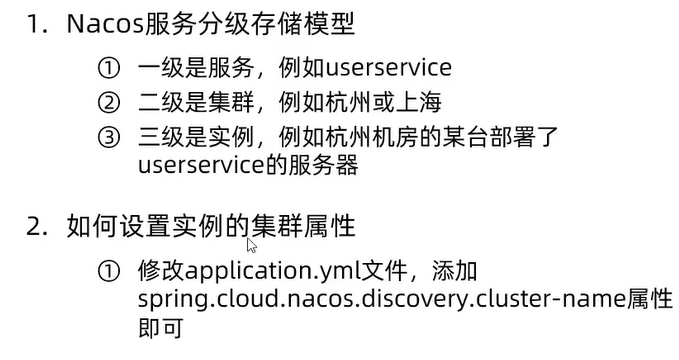 1. Nacos服务分级存储模型
① 一级是服务，例如userservice
② 二级是集群，例如杭州或上海
③ 三级是实例，例如杭州机房的某台部署了
userservice的服务器
2. 如何设置实例的集群属性
① 修改application.yml文件，添加
spring.cloud.nacos.discovery.cluster-name属性
即可